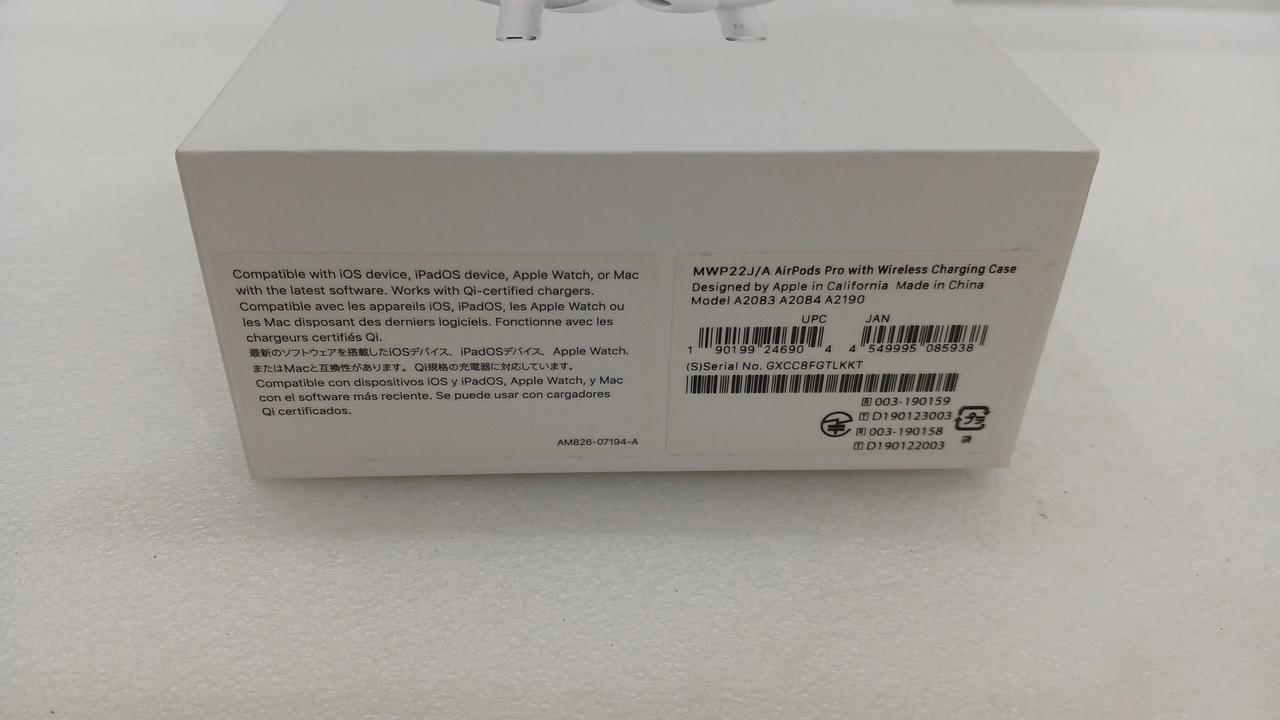 R
Compatible with iOS device, iPadOS device, Apple Watch, or Mac
with the latest software. Works with Qi-certified chargers.
Compatible avec les appareils iOS, iPadOS, les Apple Watch ou
les Mac disposant des derniers logiciels. Fonctionne avec les
chargeurs certifiés Qi.
最新のソフトウェアを搭載したiOSデバイス、iPadOSデバイス、Apple Watch、
またはMacと互換性があります。Qi規格の充電器に対応しています。
Compatible con dispositivos iOS y iPadOS, Apple Watch, y Mac
con el software más reciente. Se puede usar con cargadores
Qi certificados.
AM826-07194-A
MWP22J/A AirPods Pro with Wireless Charging Case
Designed by Apple in California Made in China
Model A2083 A2084 A2190
UPC JAN
1 90199 24690 4 4 549995 085938
(S)Serial No. GXCC8FGTLKKT
R 003-190159
T D190123003
R 003-190158
T D190122003
プラ
袋